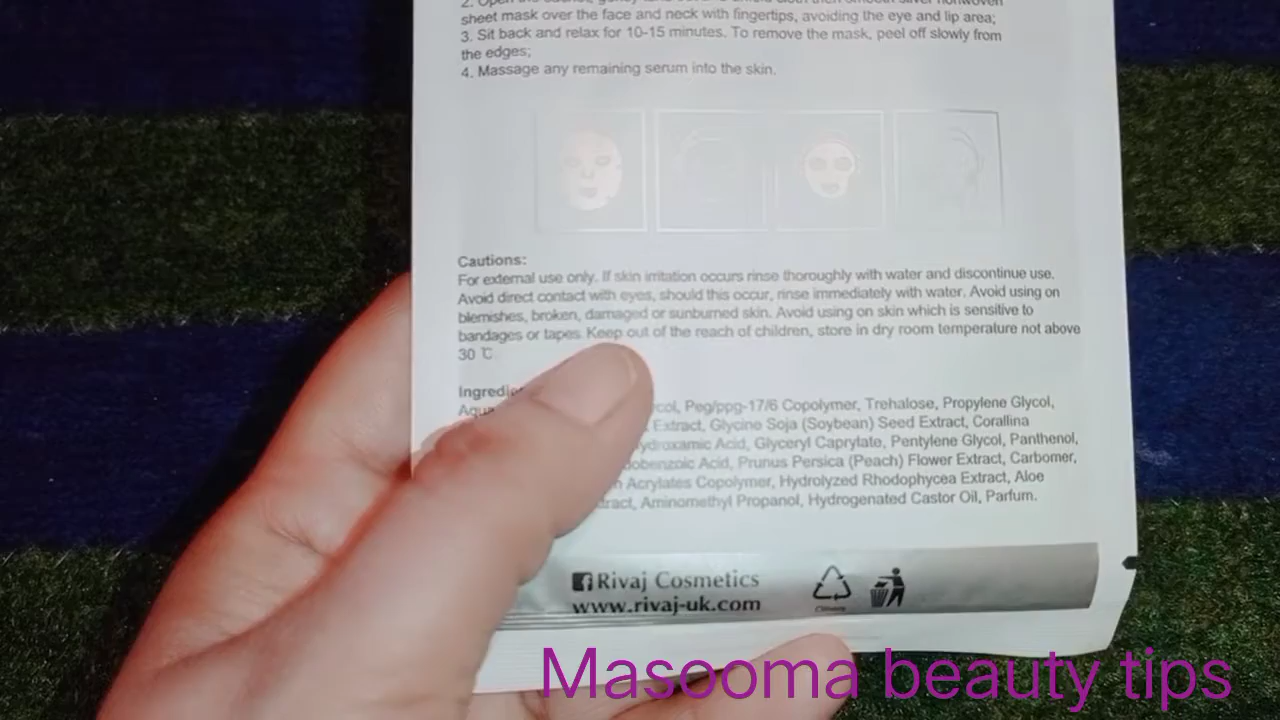 sheet mask over the face and neck with fingertips, avoiding the eye and lip area;
3. Sit back and relax for 10-15 minutes. To remove the mask, peel off slowly from
the edges;
4. Massage any remaining serum into the skin.
Cautions:
For external use only. If skin irritation occurs rinse thoroughly with water and discontinue use.
Avoid direct contact with eyes, should this occur, rinse immediately with water. Avoid using on
blemishes, broken, damaged or sunburned skin. Avoid using on skin which is sensitive to
bandages or tapes. Keep out of the reach of children, store in dry room temperature not above
30 ℃
Peg/ppg-17/6 Copolymer, Trehalose, Propylene Glycol,
Extract, Glycine Soja (Soybean) Seed Extract, Corallina
Acid, Glyceryl Caprylate, Pentylene Glycol, Panthenol,
Acid, Prunus Persica (Peach) Flower Extract, Carbomer,
Acrylates Copolymer, Hydrolyzed Rhodophycea Extract, Aloe
Aminomethyl Propanol, Hydrogenated Castor Oil, Parfum.
Rivaj Cosmetics
www.rivaj-uk.com
Masooma beauty tips